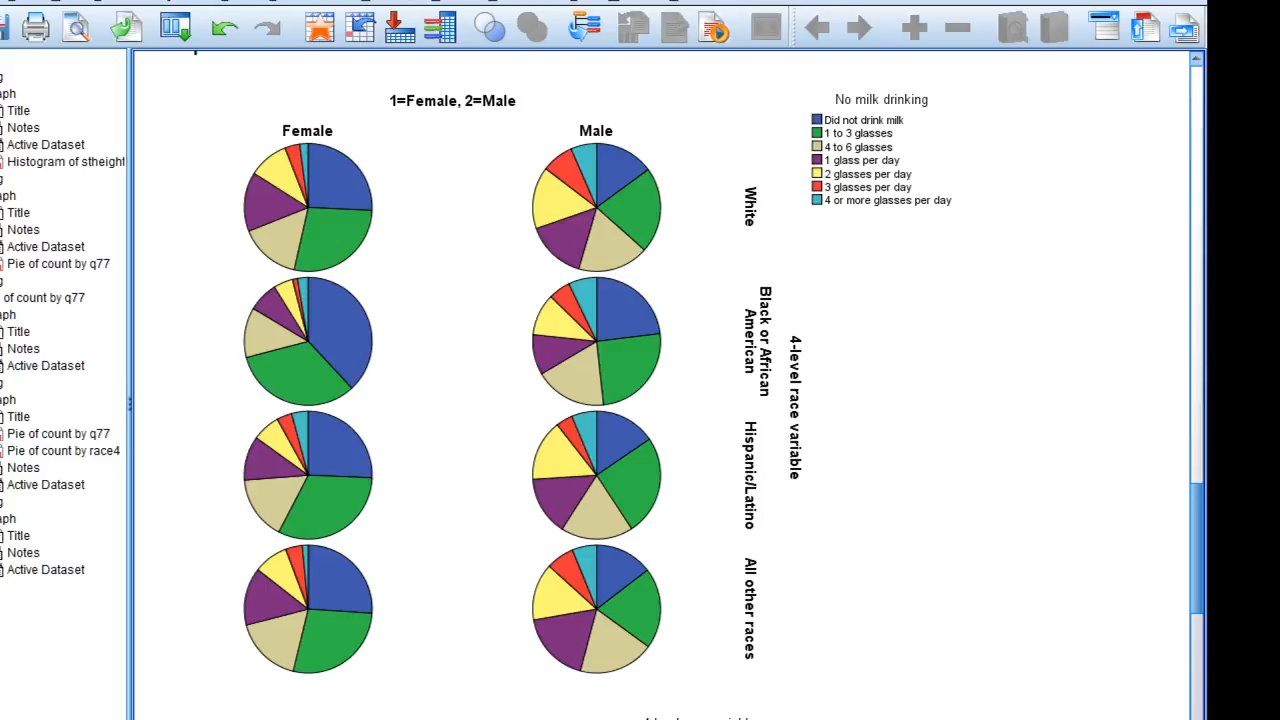 g
aph
Title
Notes
Active Dataset
Histogram of stheight
g
aph
Title
Notes
Active Dataset
Pie of count by q77
g
of count by q77
aph
Title
Notes
Active Dataset
g
aph
Title
Pie of count by q77
Pie of count by race4
Notes
Active Dataset
g
aph
Title
Notes
Active Dataset
1=Female, 2=Male
Female
Male
No milk drinking
Did not drink milk
1 to 3 glasses
4 to 6 glasses
1 glass per day
2 glasses per day
3 glasses per day
4 or more glasses per day
White
Black or African
American
Hispanic/Latino
All other races
4-level race variable